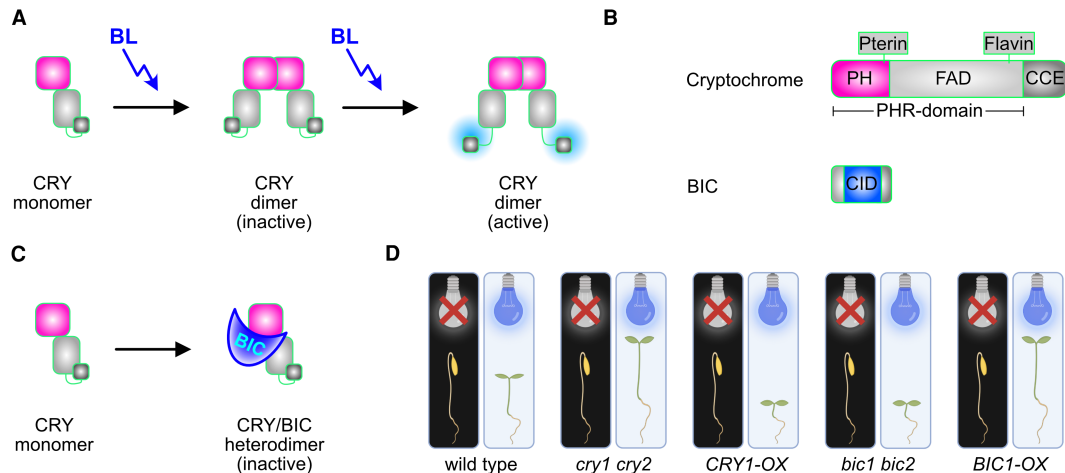 A
BL
BL
CRY
monomer
CRY
dimer
(inactive)
CRY
dimer
(active)
B
Pterin
Flavin
Cryptochrome
PH
FAD
CCE
PHR-domain
BIC
CID
C
BIC
CRY
monomer
CRY/BIC
heterodimer
(inactive)
D
wild type
cry1 cry2
CRY1-OX
bic1 bic2
BIC1-OX